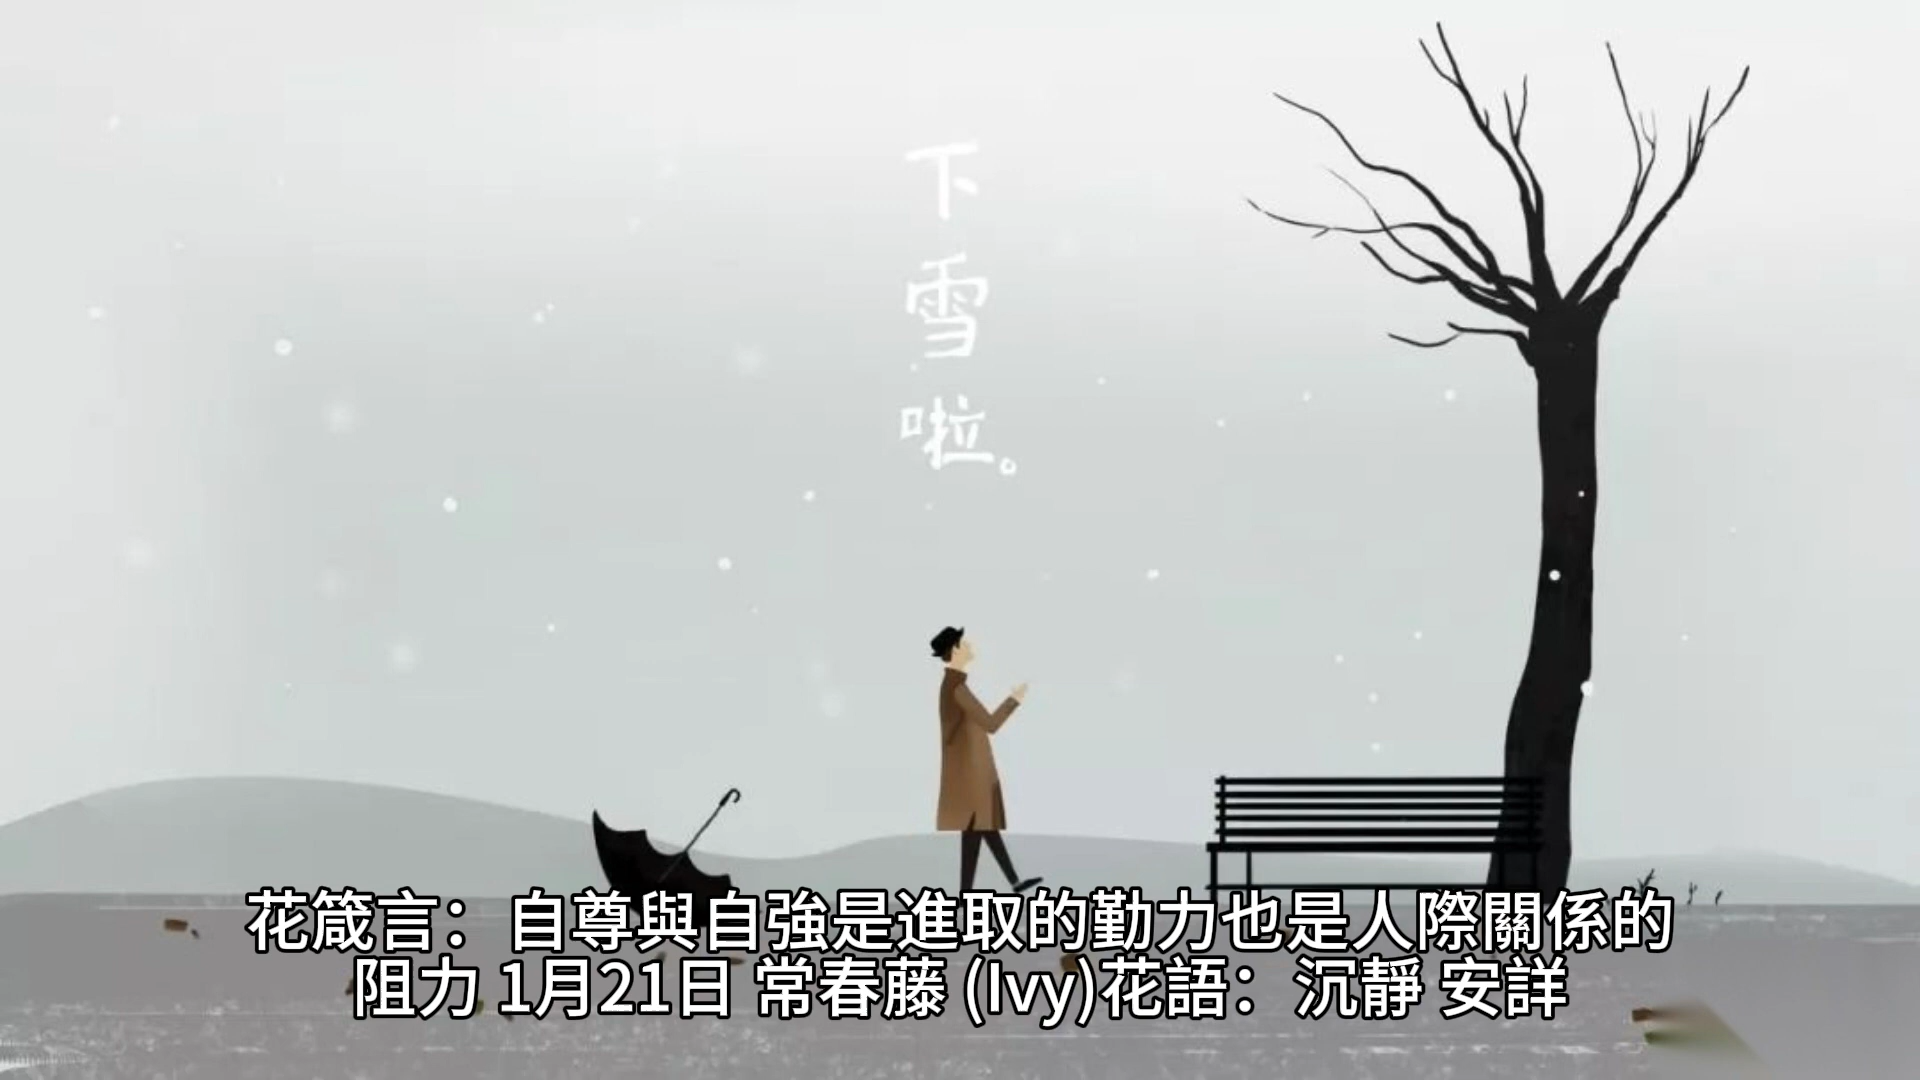 下雪啦。
花箴言：自尊與自強是進取的勤力也是人際關係的
阻力 1月21日 常春藤 (Ivy)花語：沉靜 安詳